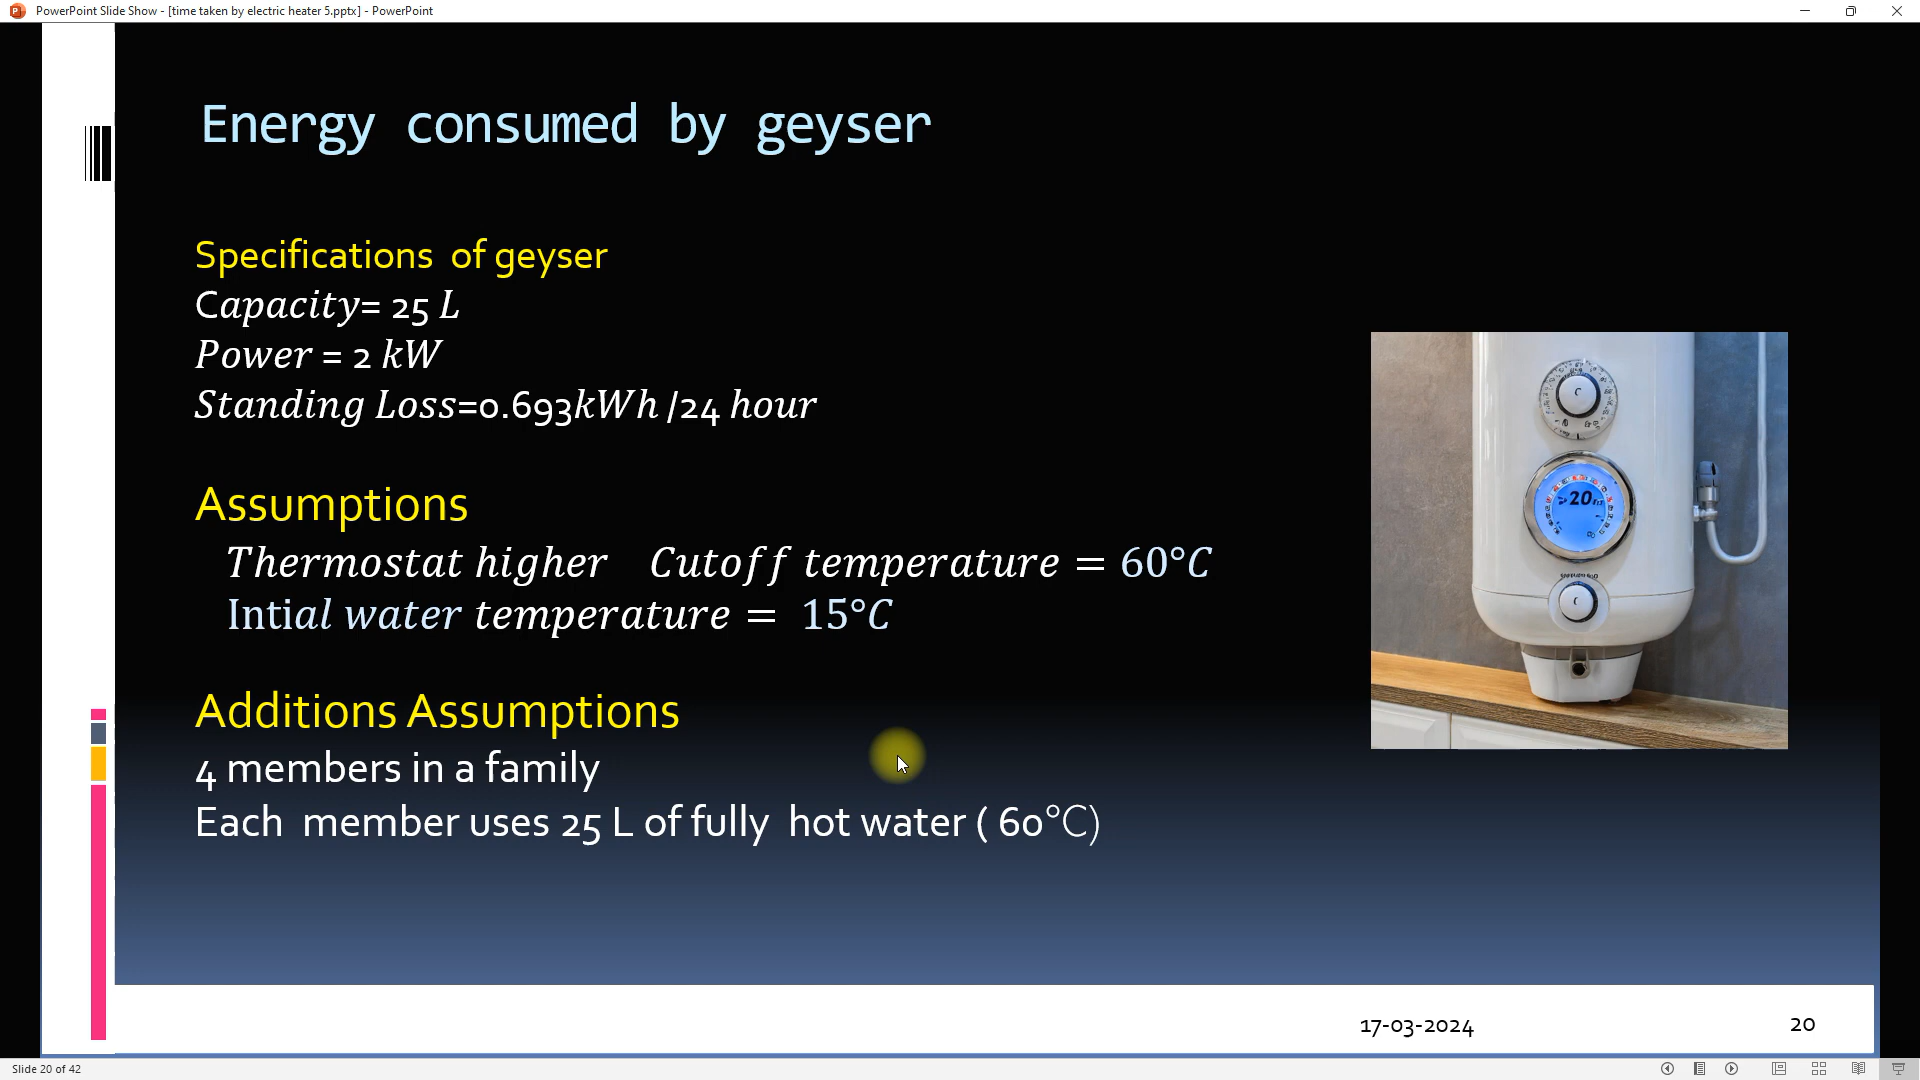 PowerPoint Slide Show - [time taken by electric heater 5.pptx] - PowerPoint
Energy consumed by geyser
Specifications of geyser
Capacity= 25 L
Power = 2 kW
Standing Loss=0.693kWh /24 hour
Assumptions
Thermostat higher Cutoff temperature = 60°C
Intial water temperature = 15°C
Additions Assumptions
4 members in a family
Each member uses 25 L of fully hot water ( 60°C)
20
17-03-2024
20
Slide 20 of 42